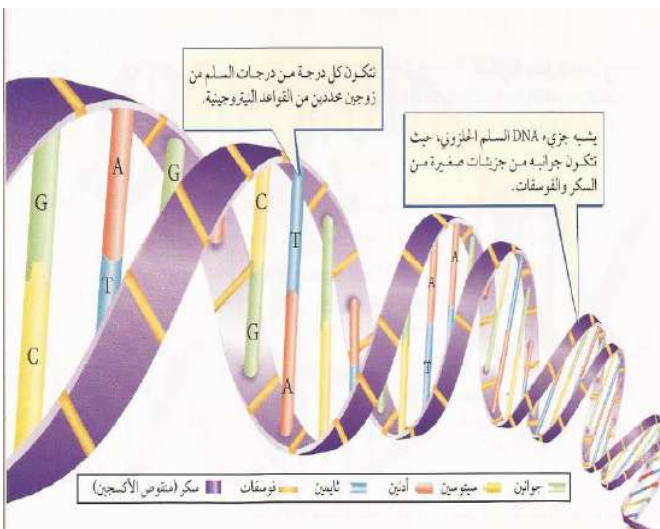 تتكون كل درجة من درجات السلم من
زوجين محددين من القواعد النيتروجينية.
يشبه جزيء DNA السلم الحلزوني، حيث
تتكون جوانبه من جزيئات صغيرة من
السكر والفوسفات.
G
A
G
C
T
C
T
G
A
A
A
T
جوانين سيتوسين أدنين ثايمين فوسفات سكر (منقوص الأكسجين)